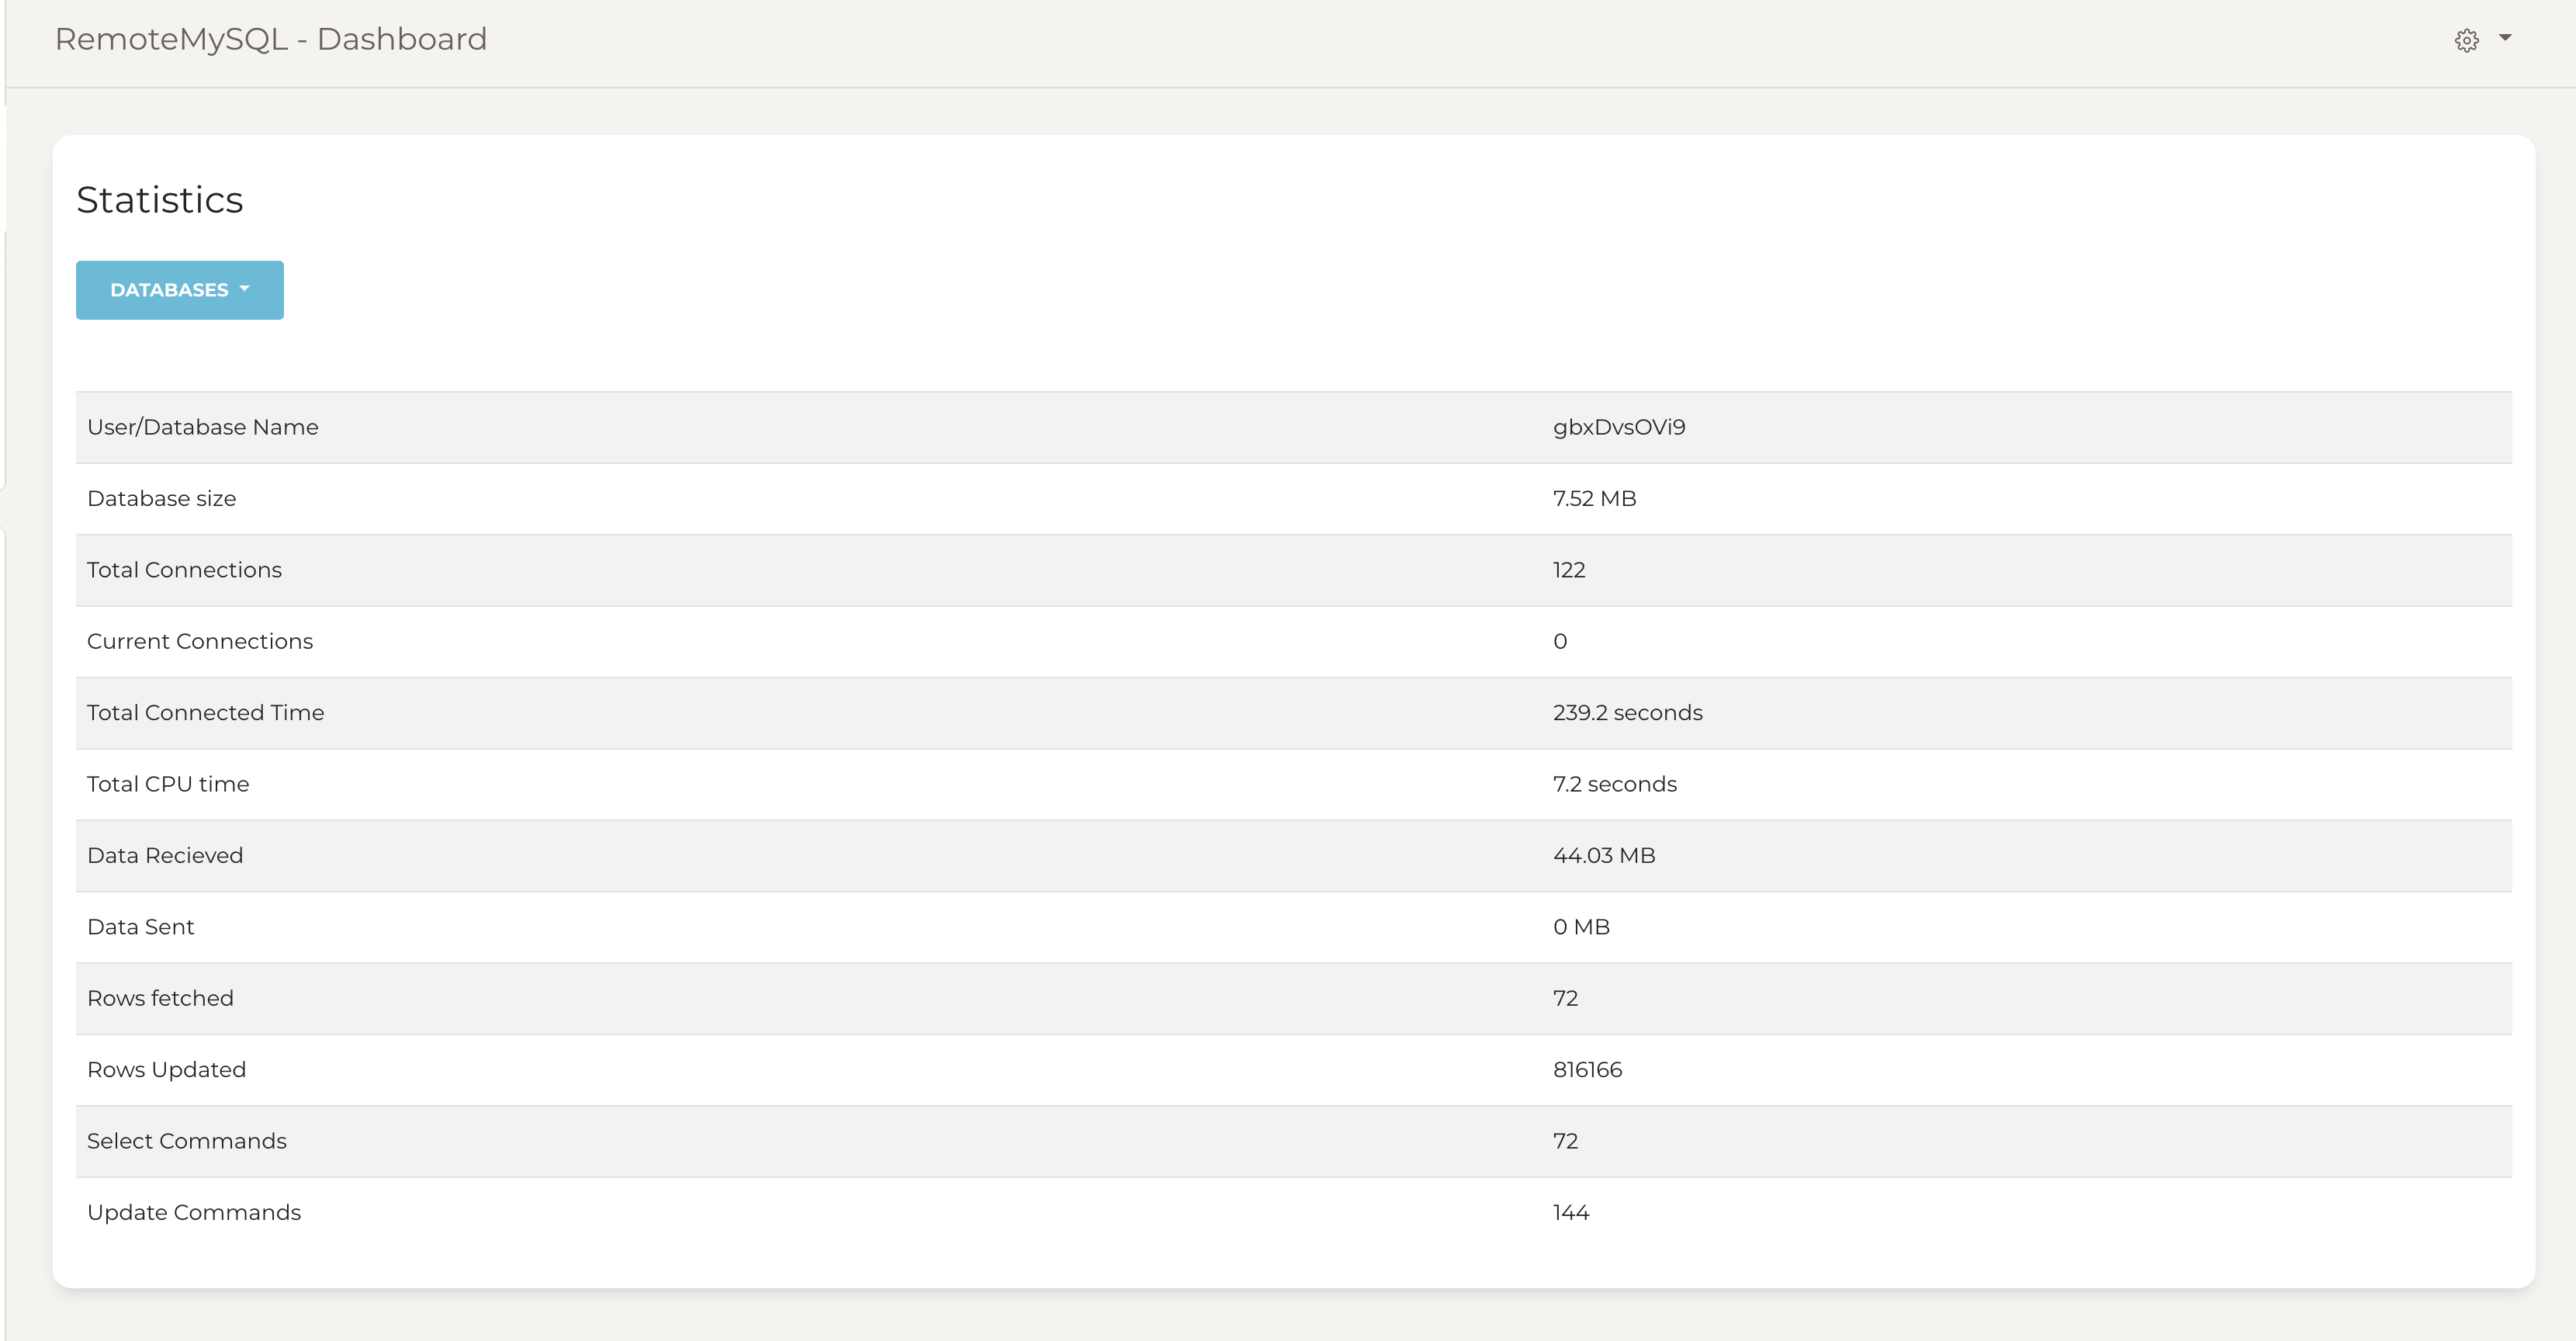 RemoteMySQL - Dashboard
Statistics
DATABASES
User/Database Name gbxDvsOVi9
Database size 7.52 MB
Total Connections 122
Current Connections 0
Total Connected Time 239.2 seconds
Total CPU time 7.2 seconds
Data Recieved 44.03 MB
Data Sent 0 MB
Rows fetched 72
Rows Updated 816166
Select Commands 72
Update Commands 144